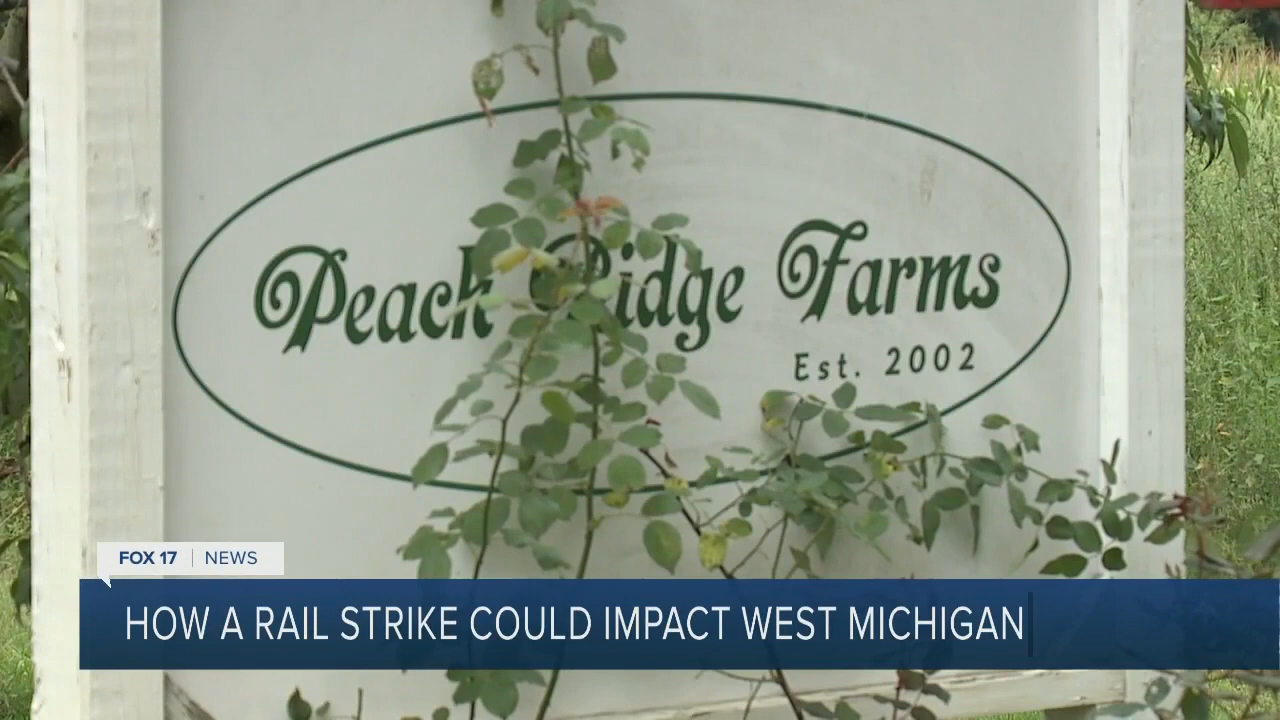 Peach Ridge Farms
Est. 2002
FOX 17 | NEWS
HOW A RAIL STRIKE COULD IMPACT WEST MICHIGAN